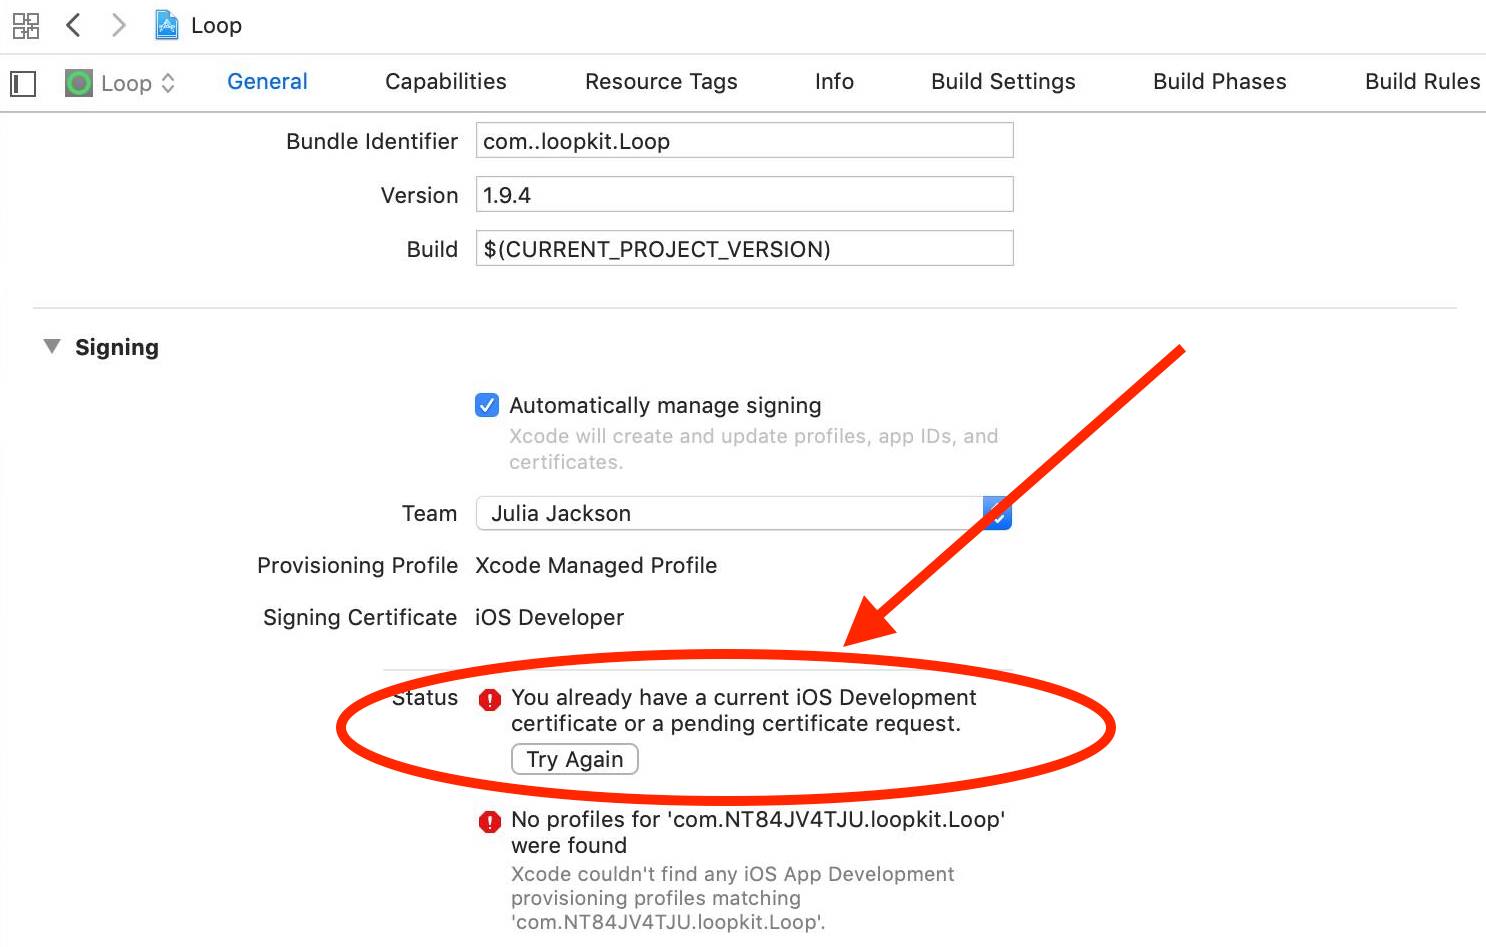 Loop
Loop General Capabilities Resource Tags Info Build Settings Build Phases Build Rules
Bundle Identifier com..loopkit.Loop
Version 1.9.4
Build $(CURRENT_PROJECT_VERSION)
Signing
Automatically manage signing
Xcode will create and update profiles, app IDs, and
certificates.
Team Julia Jackson
Provisioning Profile Xcode Managed Profile
Signing Certificate iOS Developer
Status You already have a current iOS Development
certificate or a pending certificate request.
Try Again
No profiles for 'com.NT84JV4TJU.loopkit.Loop'
were found
Xcode couldn't find any iOS App Development
provisioning profiles matching
'com.NT84JV4TJU.loopkit.Loop'.